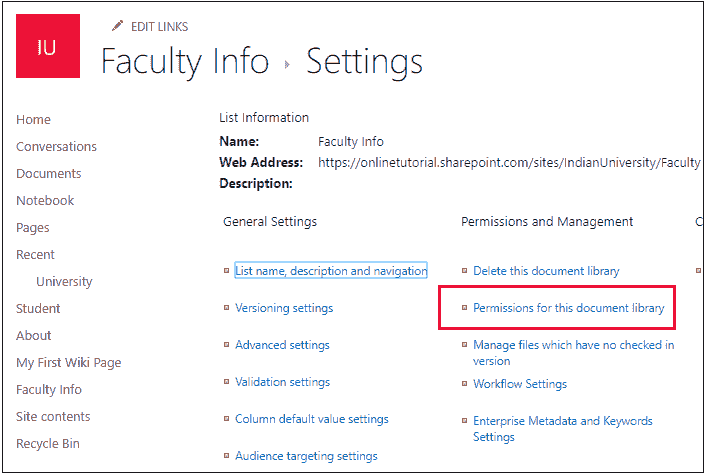 IU
EDIT LINKS
Faculty Info ▸ Settings
Home
Conversations
Documents
Notebook
Pages
Recent
University
Student
About
My First Wiki Page
Faculty Info
Site contents
Recycle Bin
List Information
Name: Faculty Info
Web Address: https://onlinetutorial.sharepoint.com/sites/IndianUniversity/Faculty
Description:
General Settings
List name, description and navigation
Versioning settings
Advanced settings
Validation settings
Column default value settings
Audience targeting settings
Permissions and Management
Delete this document library
Permissions for this document library
Manage files which have no checked in
version
Workflow Settings
Enterprise Metadata and Keywords
Settings
C